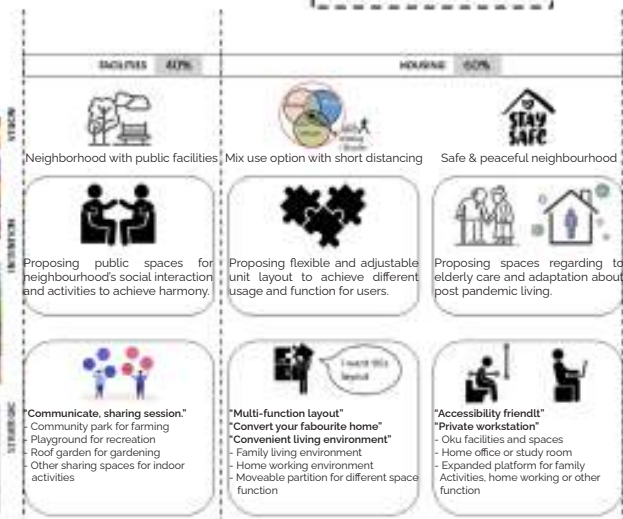 FACILITIES 40%
HOUSING 60%
VISION
STAY
SAFE
Neighborhood with public facilities
Mix use option with short distancing
Safe & peaceful neighbourhood
INTENTION
Proposing public spaces for
neighbourhood's social interaction
and activities to achieve harmony.
Proposing flexible and adjustable
unit layout to achieve different
usage and function for users.
Proposing spaces regarding to
elderly care and adaptation about
post pandemic living.
STRATEGIC
I want this
layout
"Communicate, sharing session."
- Community park for farming
- Playground for recreation
- Roof garden for gardening
- Other sharing spaces for indoor
activities
"Multi-function layout"
"Convert your fabourite home"
"Convenient living environment"
- Family living environment
- Home working environment
- Moveable partition for different space
function
"Accessibility friendlt"
"Private workstation"
- Oku facilities and spaces
- Home office or study room
- Expanded platform for family
Activities, home working or other
function